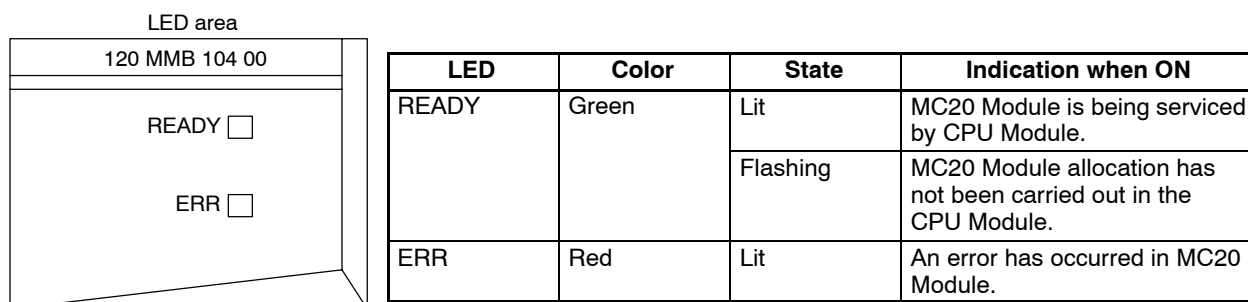 LED area
120 MMB 104 00
READY
ERR
LED Color State Indication when ON
READY Green Lit MC20 Module is being serviced
by CPU Module.
Flashing MC20 Module allocation has
not been carried out in the
CPU Module.
ERR Red Lit An error has occurred in MC20
Module.